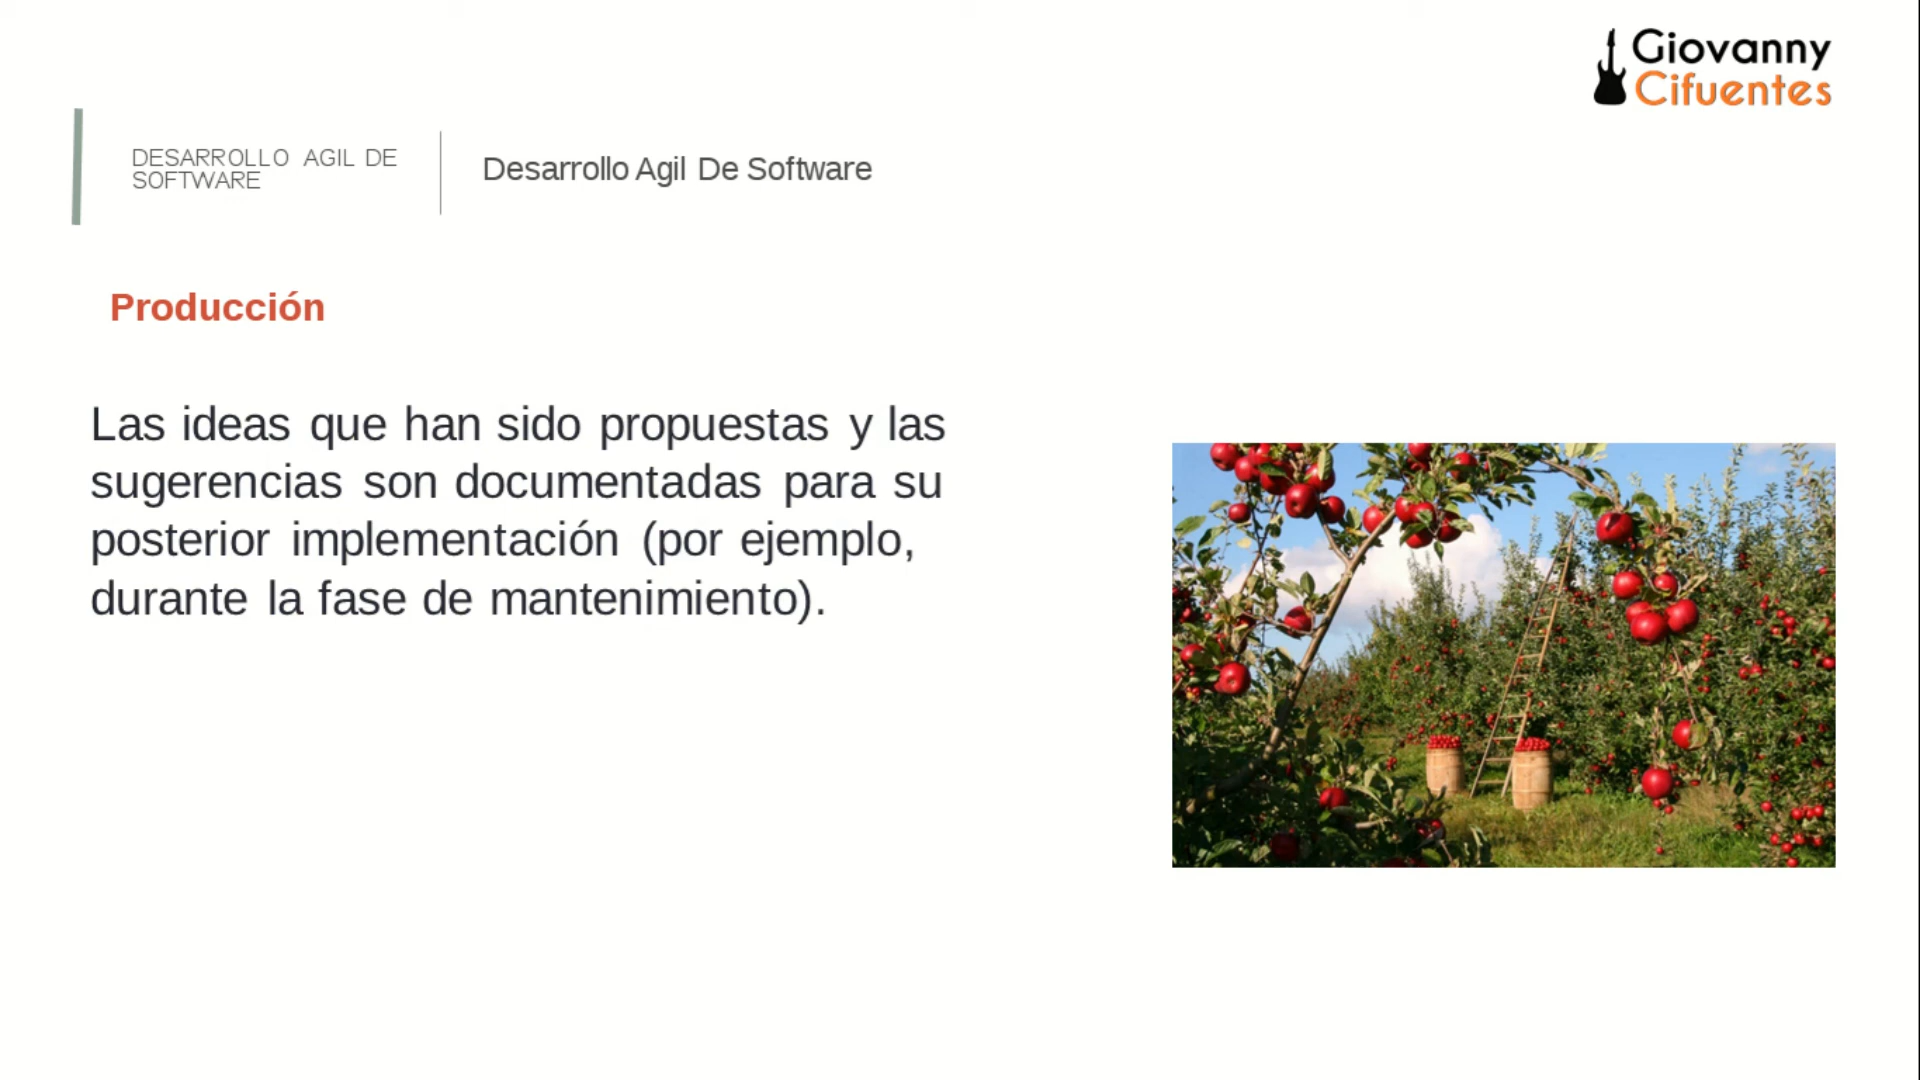 Giovanny
Cifuentes
DESARROLLO AGIL DE
SOFTWARE
Desarrollo Agil De Software
Producción
Las ideas que han sido propuestas y las
sugerencias son documentadas para su
posterior implementación (por ejemplo,
durante la fase de mantenimiento).